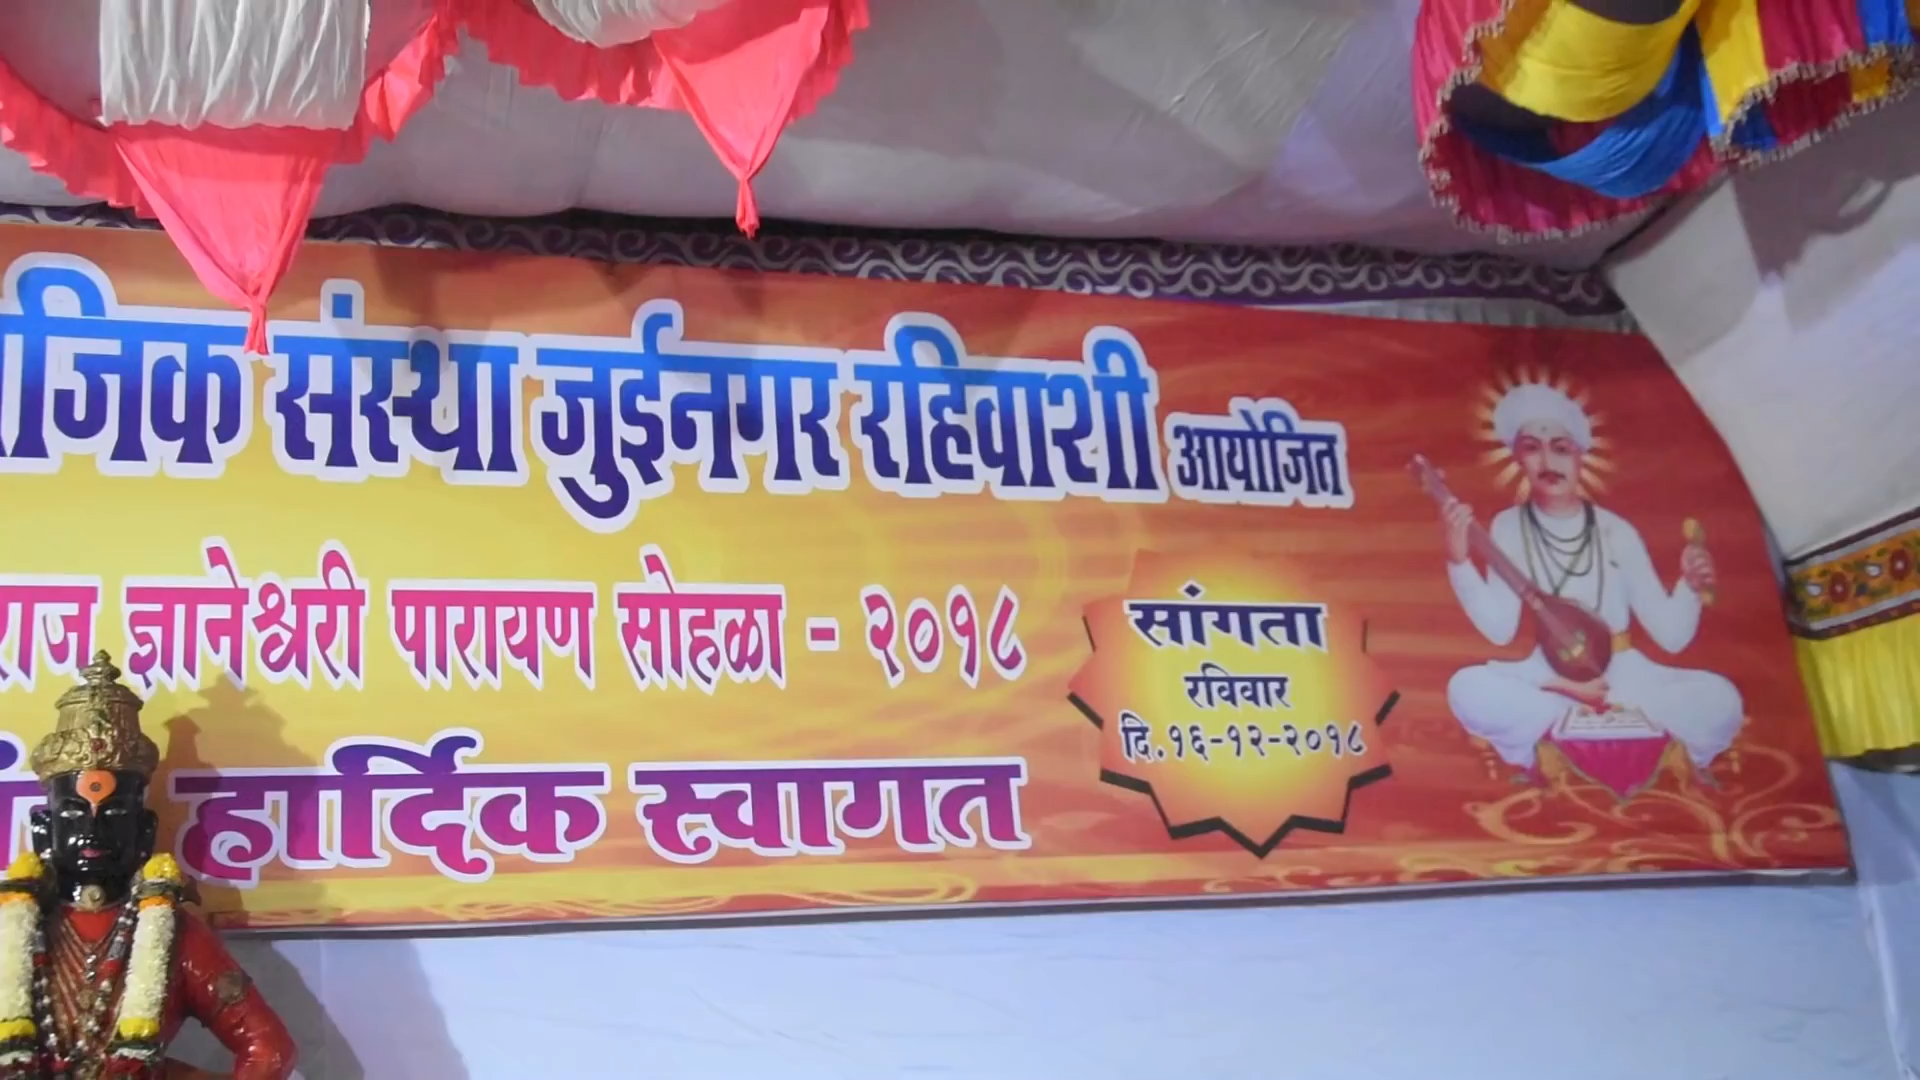 संस्था जुईनगर रहिवाशी आयोजित
ज्ञानेश्वरी पारायण सोहळा - २०१८
हार्दिक स्वागत
सांगता
रविवार
दि.१६-१२-२०१८